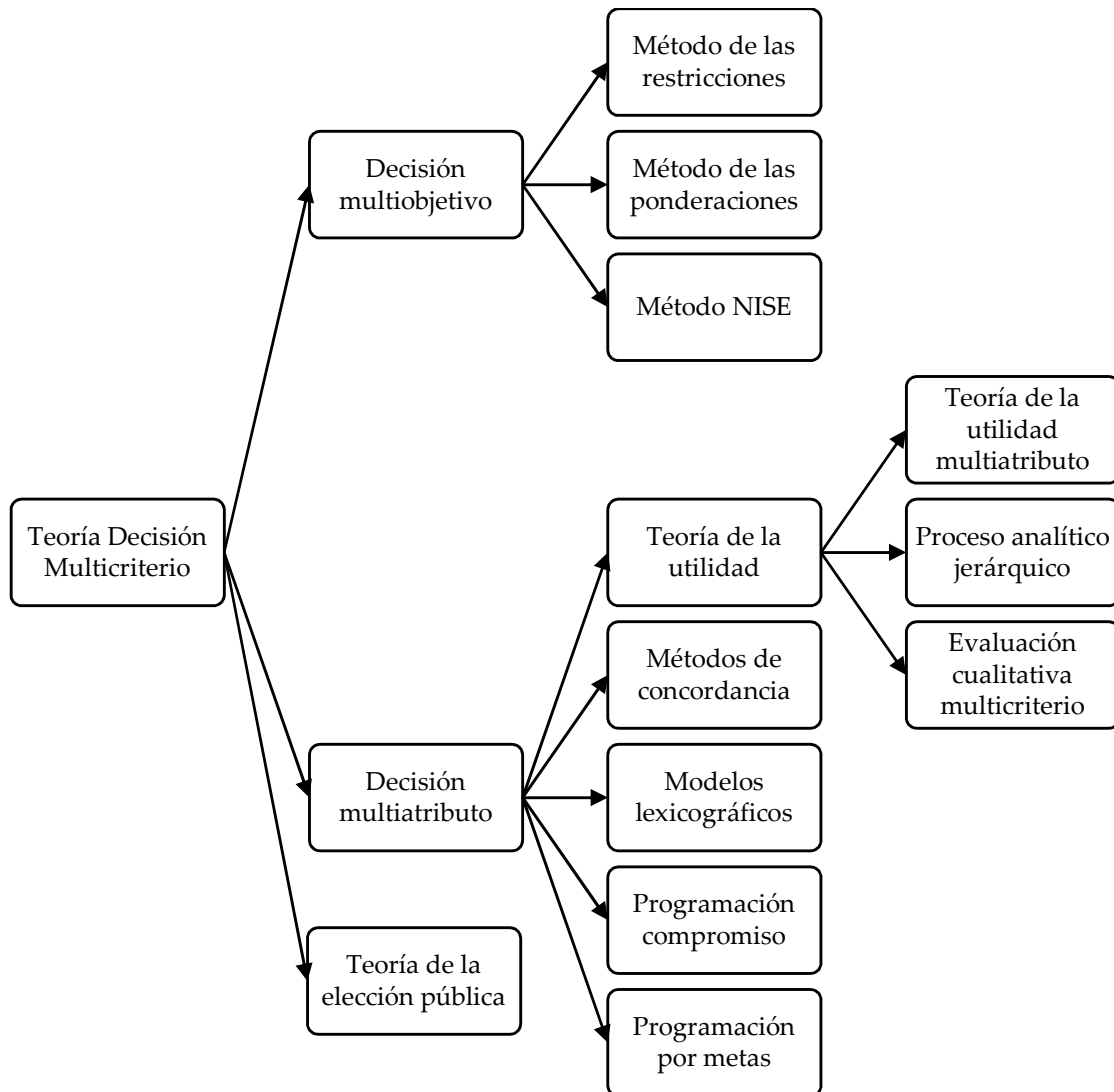 Método de las
restricciones
Decisión
multiobjetivo
Método de las
ponderaciones
Método NISE
Teoría de la
utilidad
multiatributo
Teoría Decisión
Multicriterio
Teoría de la
utilidad
Proceso analítico
jerárquico
Métodos de
concordancia
Evaluación
cualitativa
multicriterio
Decisión
multiatributo
Modelos
lexicográficos
Programación
compromiso
Teoría de la
elección pública
Programación
por metas